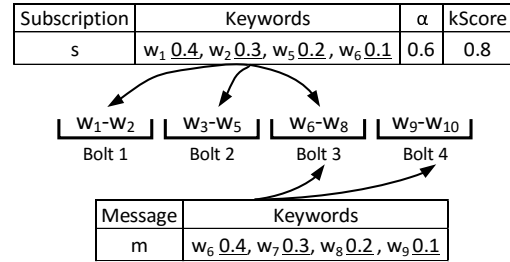 Subscription Keywords α kScore
s w₁ 0.4, w₂ 0.3, w₅ 0.2 , w₆ 0.1 0.6 0.8
w₁-w₂ w₃-w₅ w₆-w₈ w₉-w₁₀
Bolt 1 Bolt 2 Bolt 3 Bolt 4
Message Keywords
m w₆ 0.4, w₇ 0.3, w₈ 0.2 , w₉ 0.1